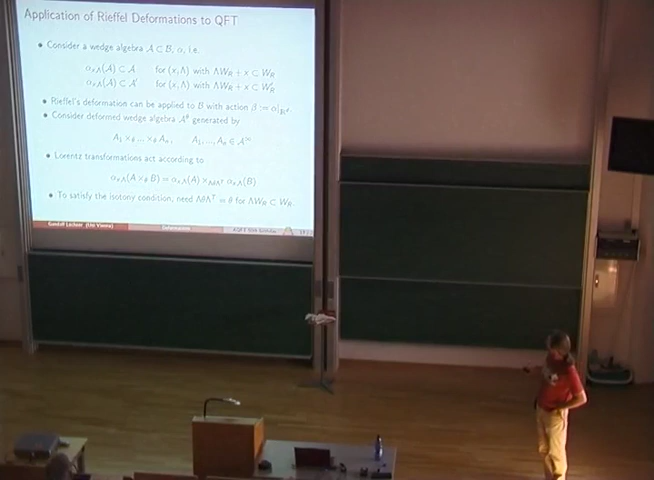 Application of Rieffel Deformations to QFT
• Consider a wedge algebra 𝒜 ⊂ ℬ, α, i.e.
α_{x,Λ}(𝒜) ⊂ 𝒜 for (x, Λ) with ΛW_R + x ⊂ W_R
α_{x,Λ}(𝒜) ⊂ 𝒜′ for (x, Λ) with ΛW_R + x ⊂ W′_R
• Rieffel's deformation can be applied to ℬ with action β := α|_{ℝ^d}.
• Consider deformed wedge algebra 𝒜^θ generated by
A_1 ×_θ ... ×_θ A_n, A_1, ..., A_n ∈ 𝒜^∞
• Lorentz transformations act according to
α_{x,Λ}(A ×_θ B) = α_{x,Λ}(A) ×_{ΛθΛ^T} α_{x,Λ}(B)
• To satisfy the isotony condition, need ΛθΛ^T = θ for ΛW_R ⊂ W_R.
Gandalf Lechner (Uni Vienna) Deformations